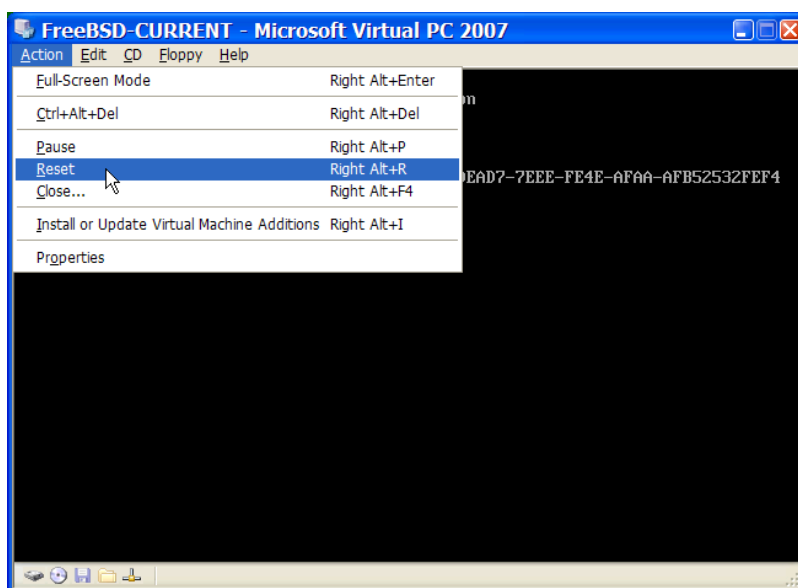 FreeBSD-CURRENT - Microsoft Virtual PC 2007
Action Edit CD Floppy Help
Full-Screen Mode Right Alt+Enter
on
Ctrl+Alt+Del Right Alt+Del
Pause Right Alt+P
Reset Right Alt+R
EAD7-7EEE-FE4E-AFAA-AFB52532FEF4
Close... Right Alt+F4
Install or Update Virtual Machine Additions Right Alt+I
Properties